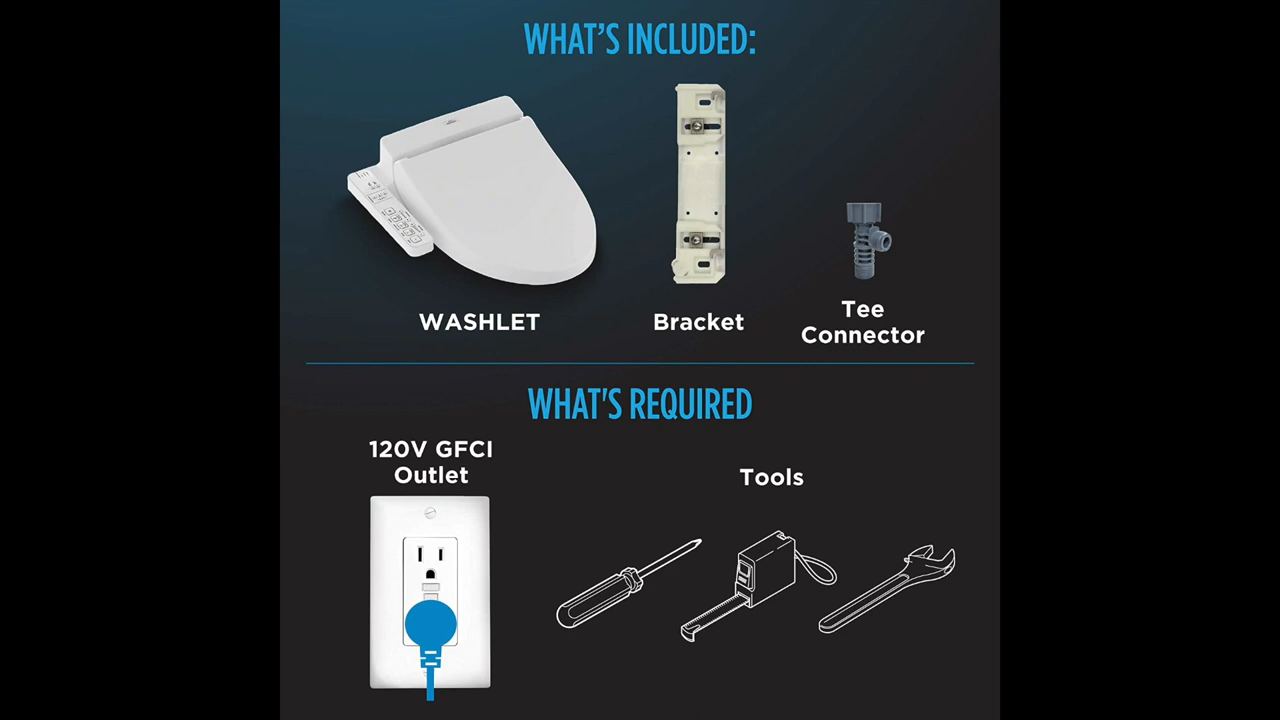 WHAT'S INCLUDED:
WASHLET
Bracket
Tee
Connector
WHAT'S REQUIRED
120V GFCI
Outlet
Tools